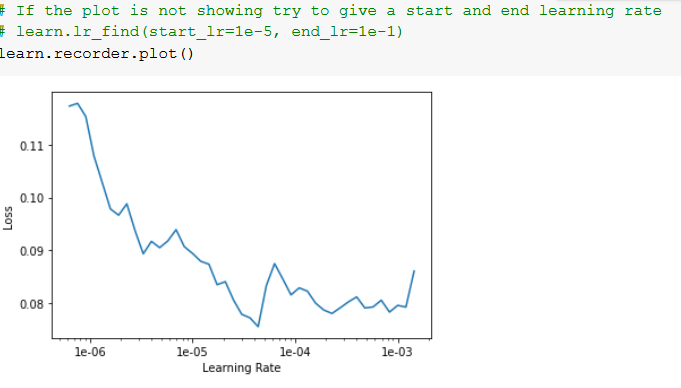 # If the plot is not showing try to give a start and end learning rate
# learn.lr_find(start_lr=1e-5, end_lr=1e-1)
learn.recorder.plot()
0.11
0.10
0.09
0.08
Loss
1e-06 1e-05 1e-04 1e-03
Learning Rate